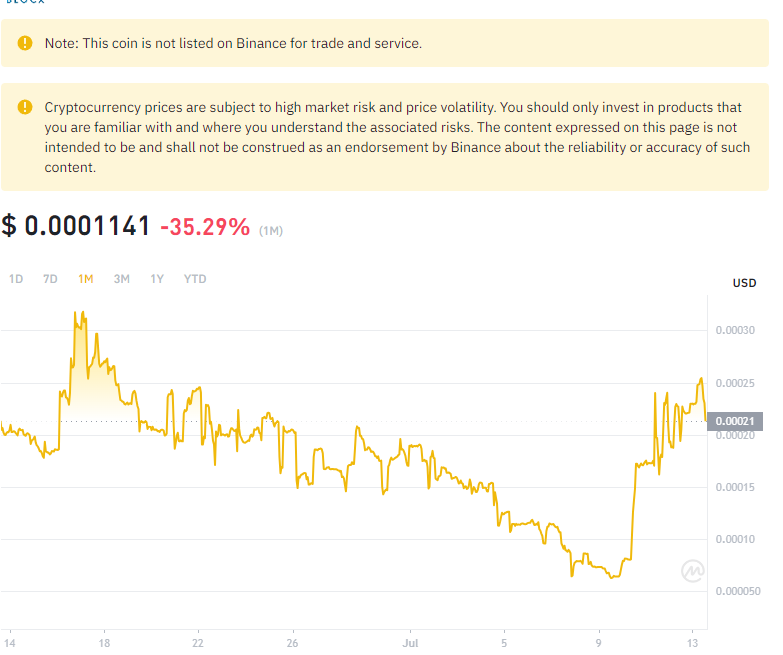 BLOCX
Note: This coin is not listed on Binance for trade and service.
Cryptocurrency prices are subject to high market risk and price volatility. You should only invest in products that
you are familiar with and where you understand the associated risks. The content expressed on this page is not
intended to be and shall not be construed as an endorsement by Binance about the reliability or accuracy of such
content.
$ 0.0001141 -35.29% (1M)
1D 7D 1M 3M 1Y YTD
USD
0.00030
0.00025
0.00021
0.00020
0.00015
0.00010
0.000050
14 18 22 26 Jul 5 9 13